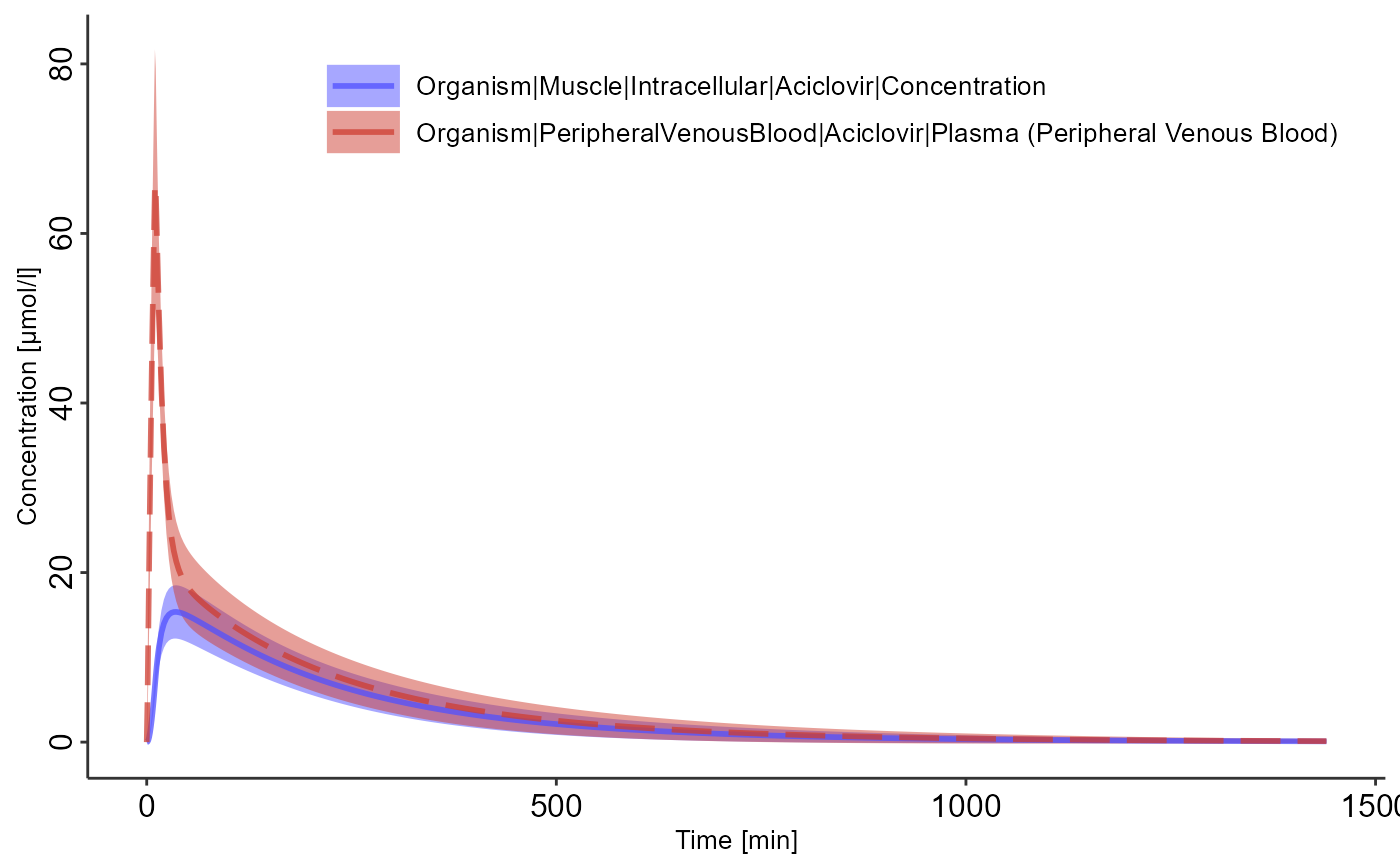 Organism|Muscle|Intracellular|Aciclovir|Concentration
Organism|PeripheralVenousBlood|Aciclovir|Plasma (Peripheral Venous Blood)
Concentration [µmol/l]
80
60
40
20
0
0 500 1000 1500
Time [min]